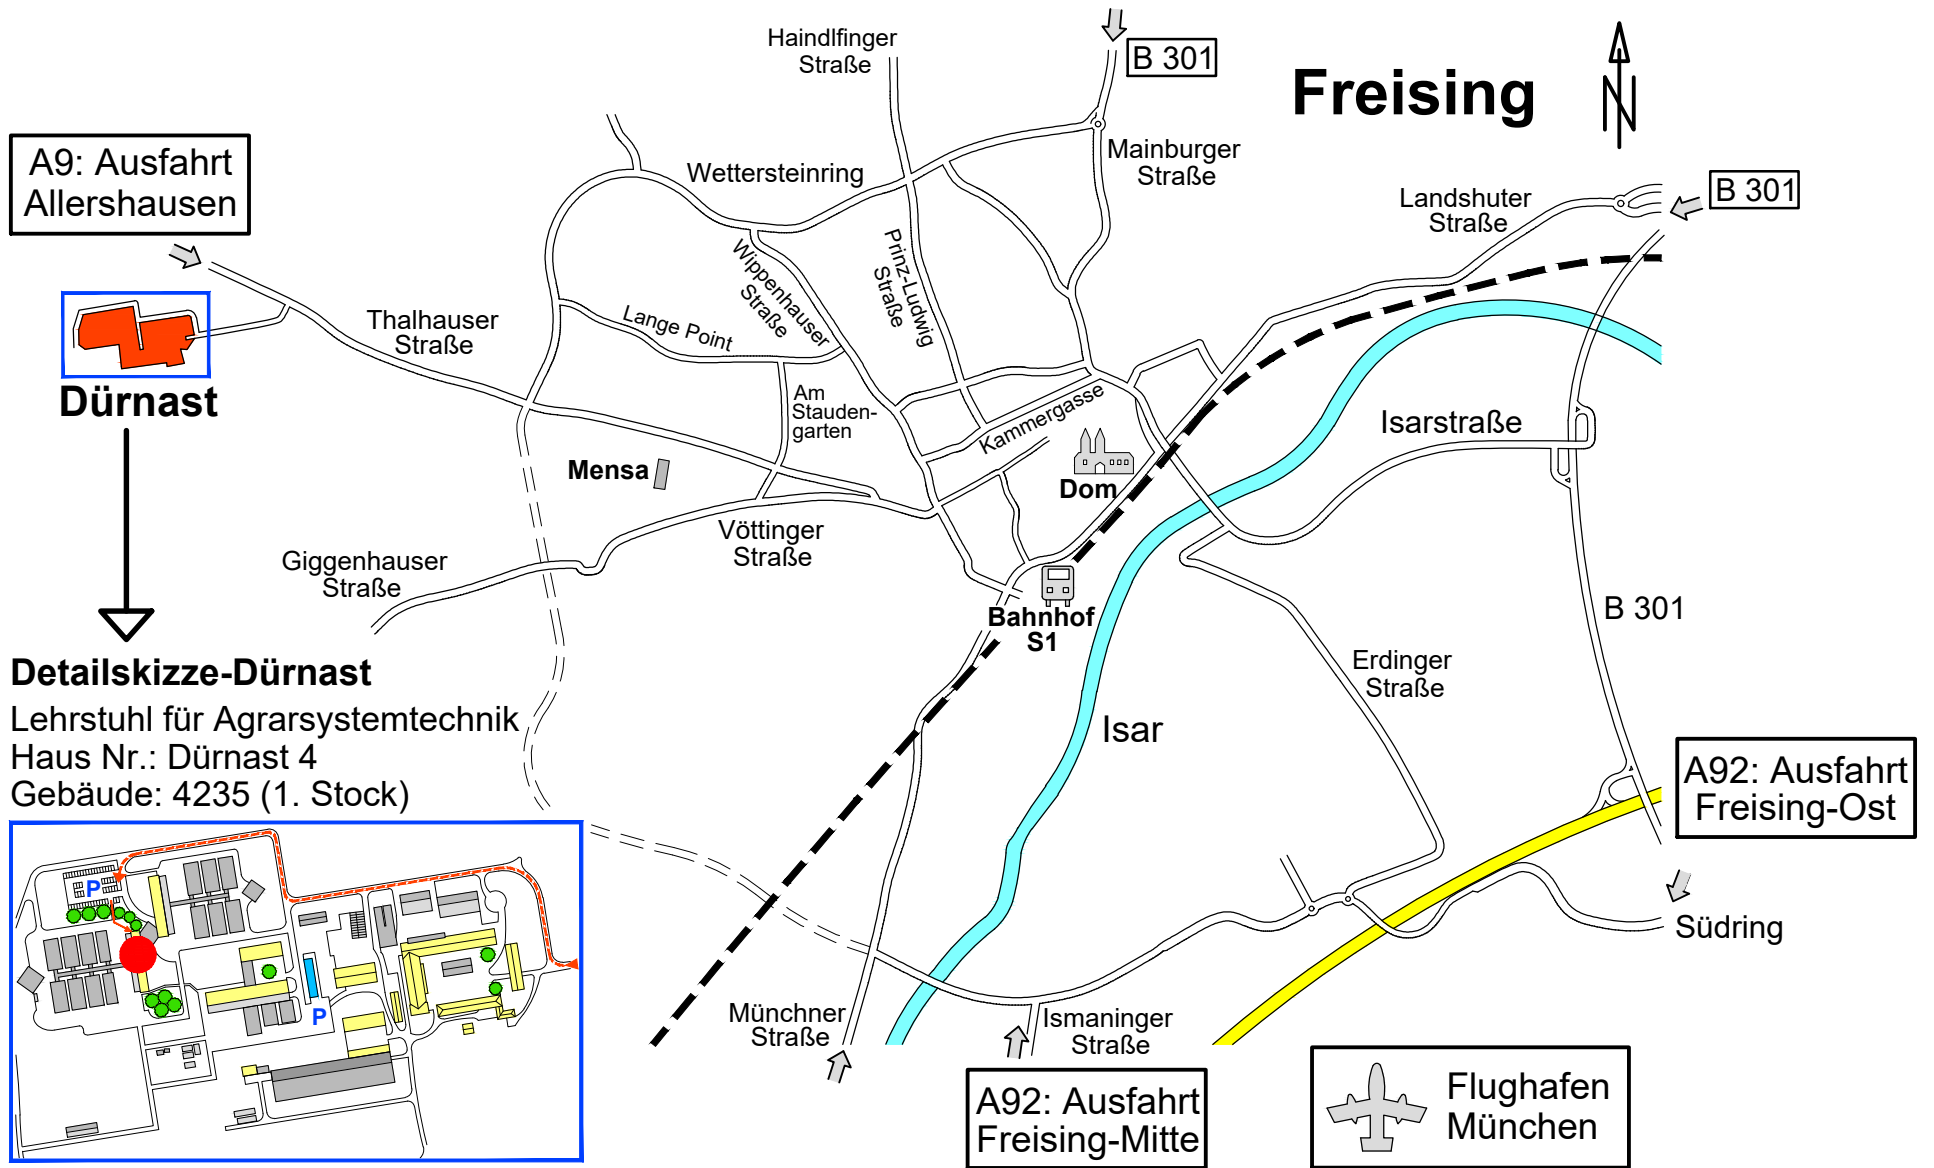 Haindlfinger
Straße
B 301
Freising
N
A9: Ausfahrt
Allershausen
Wettersteinring
Mainburger
Straße
Landshuter
Straße
B 301
Prinz-Ludwig
Straße
Wippenhauser
Straße
Lange Point
Thalhauser
Straße
Dürnast
Am
Stauden-
garten
Kammergasse
Isarstraße
Mensa
Dom
Vöttinger
Straße
Giggenhauser
Straße
Bahnhof
S1
B 301
Erdinger
Straße
Isar
Detailskizze-Dürnast
Lehrstuhl für Agrarsystemtechnik
Haus Nr.: Dürnast 4
Gebäude: 4235 (1. Stock)
A92: Ausfahrt
Freising-Ost
P
P
Südring
Münchner
Straße
Ismaninger
Straße
A92: Ausfahrt
Freising-Mitte
Flughafen
München